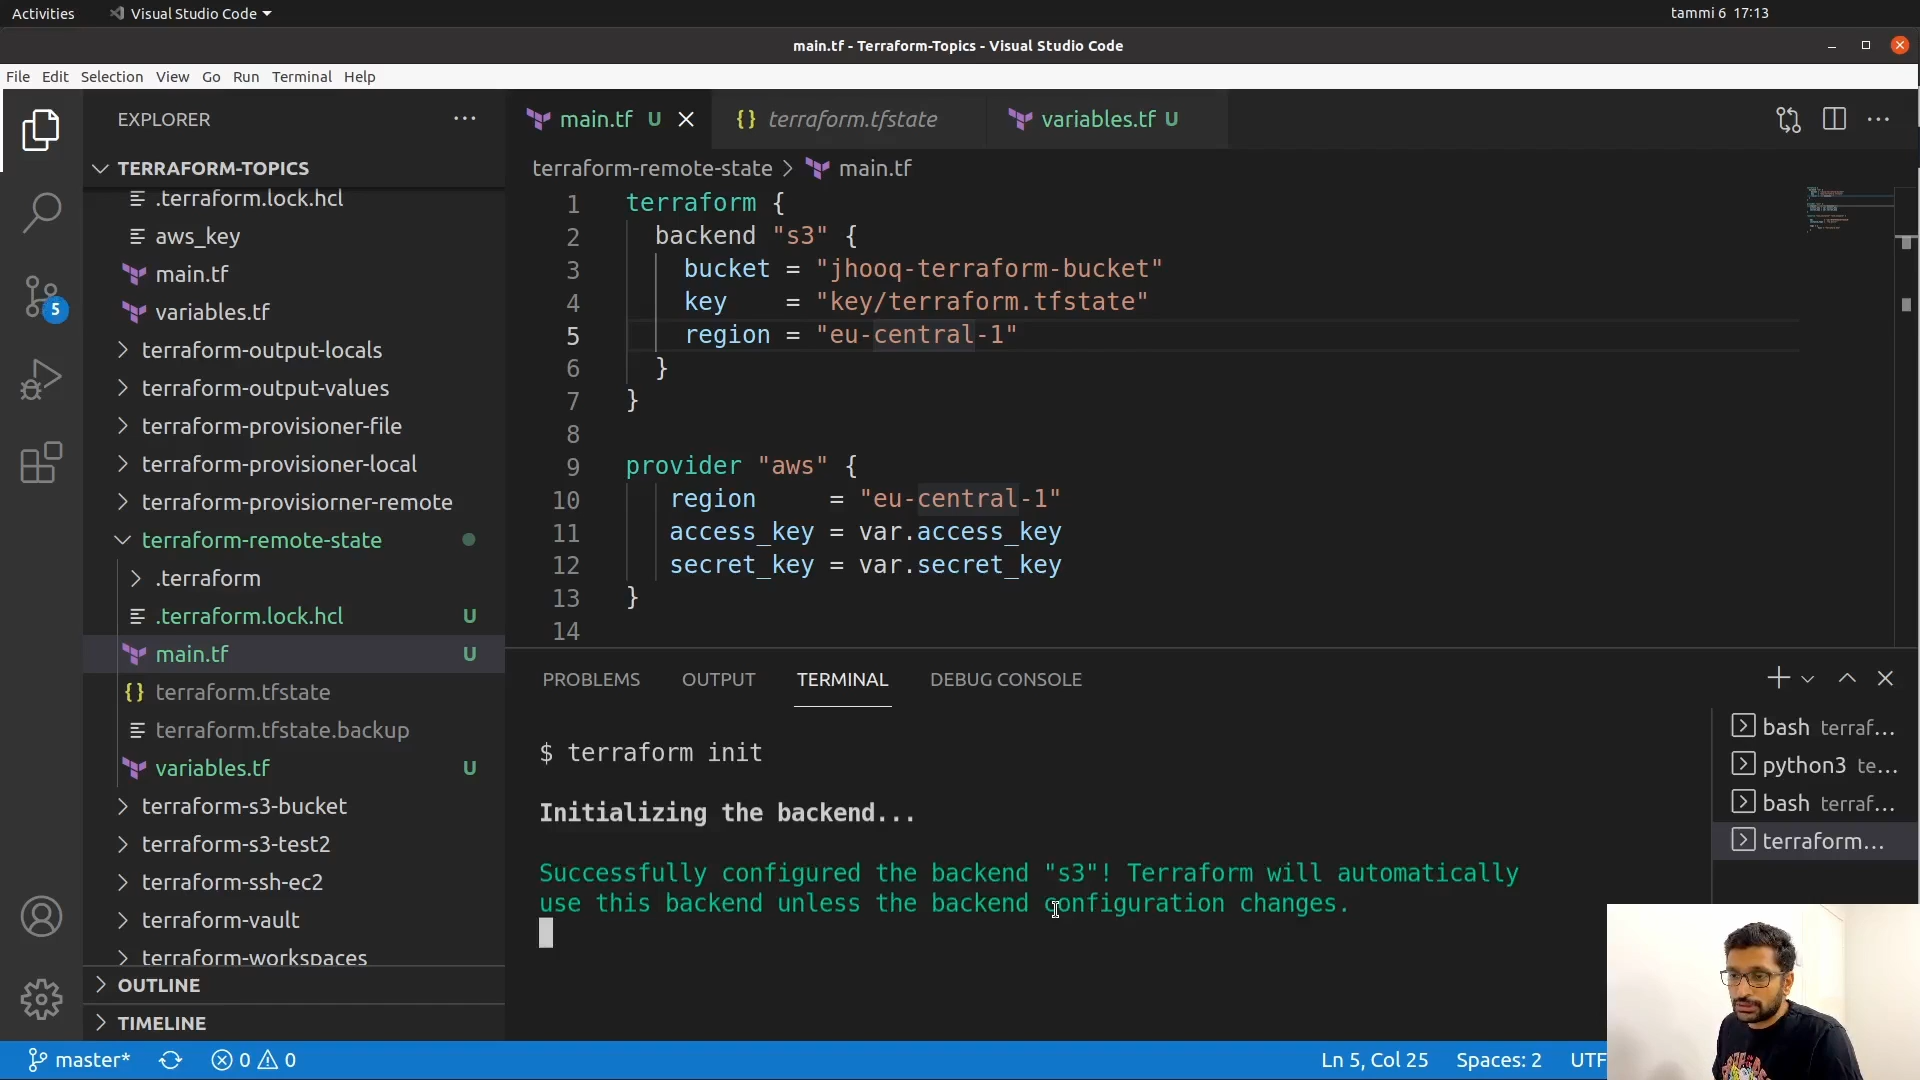 Activities
Visual Studio Code
tammi 6 17:13
main.tf - Terraform-Topics - Visual Studio Code
File Edit Selection View Go Run Terminal Help
EXPLORER
TERRAFORM-TOPICS
.terraform.lock.hcl
aws_key
main.tf
variables.tf
terraform-output-locals
terraform-output-values
terraform-provisioner-file
terraform-provisioner-local
terraform-provisiorner-remote
terraform-remote-state
.terraform
.terraform.lock.hcl U
main.tf U
terraform.tfstate
terraform.tfstate.backup
variables.tf U
terraform-s3-bucket
terraform-s3-test2
terraform-ssh-ec2
terraform-vault
terraform-workspaces
OUTLINE
TIMELINE
5
main.tf U
{} terraform.tfstate
variables.tf U
terraform-remote-state > main.tf
1 terraform {
2 backend "s3" {
3 bucket = "jhooq-terraform-bucket"
4 key = "key/terraform.tfstate"
5 region = "eu-central-1"
6 }
7 }
8
9 provider "aws" {
10 region = "eu-central-1"
11 access_key = var.access_key
12 secret_key = var.secret_key
13 }
14
PROBLEMS OUTPUT TERMINAL DEBUG CONSOLE
$ terraform init
Initializing the backend...
Successfully configured the backend "s3"! Terraform will automatically
use this backend unless the backend configuration changes.
bash terraf...
python3 te...
bash terraf...
terraform...
master*
0 0
Ln 5, Col 25
Spaces: 2
UTF